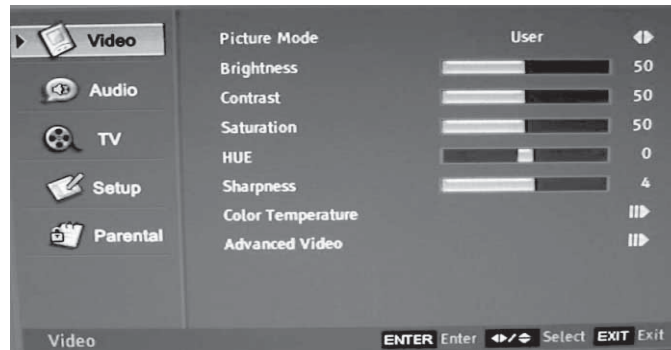 Video
Audio
TV
Setup
Parental
Picture Mode User
Brightness 50
Contrast 50
Saturation 50
HUE 0
Sharpness 4
Color Temperature
Advanced Video
Video ENTER Enter Select EXIT Exit